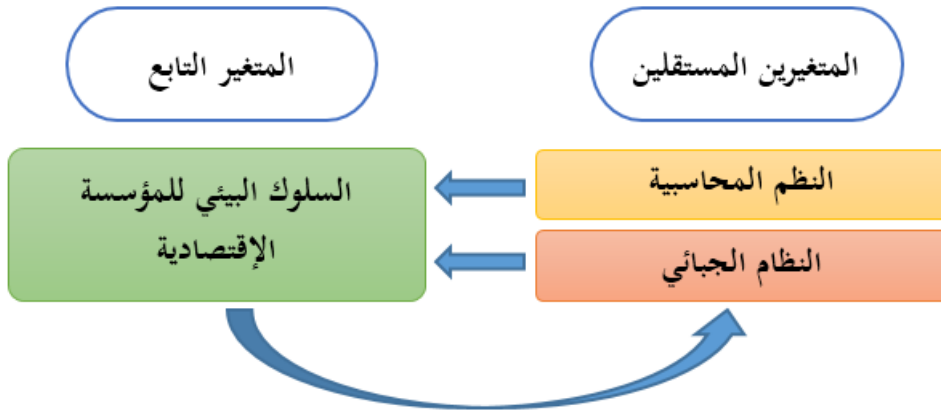 المتغيرين المستقلين
المتغير التابع
النظم المحاسبية
النظام الجبائي
السلوك البيئي للمؤسسة
الإقتصادية